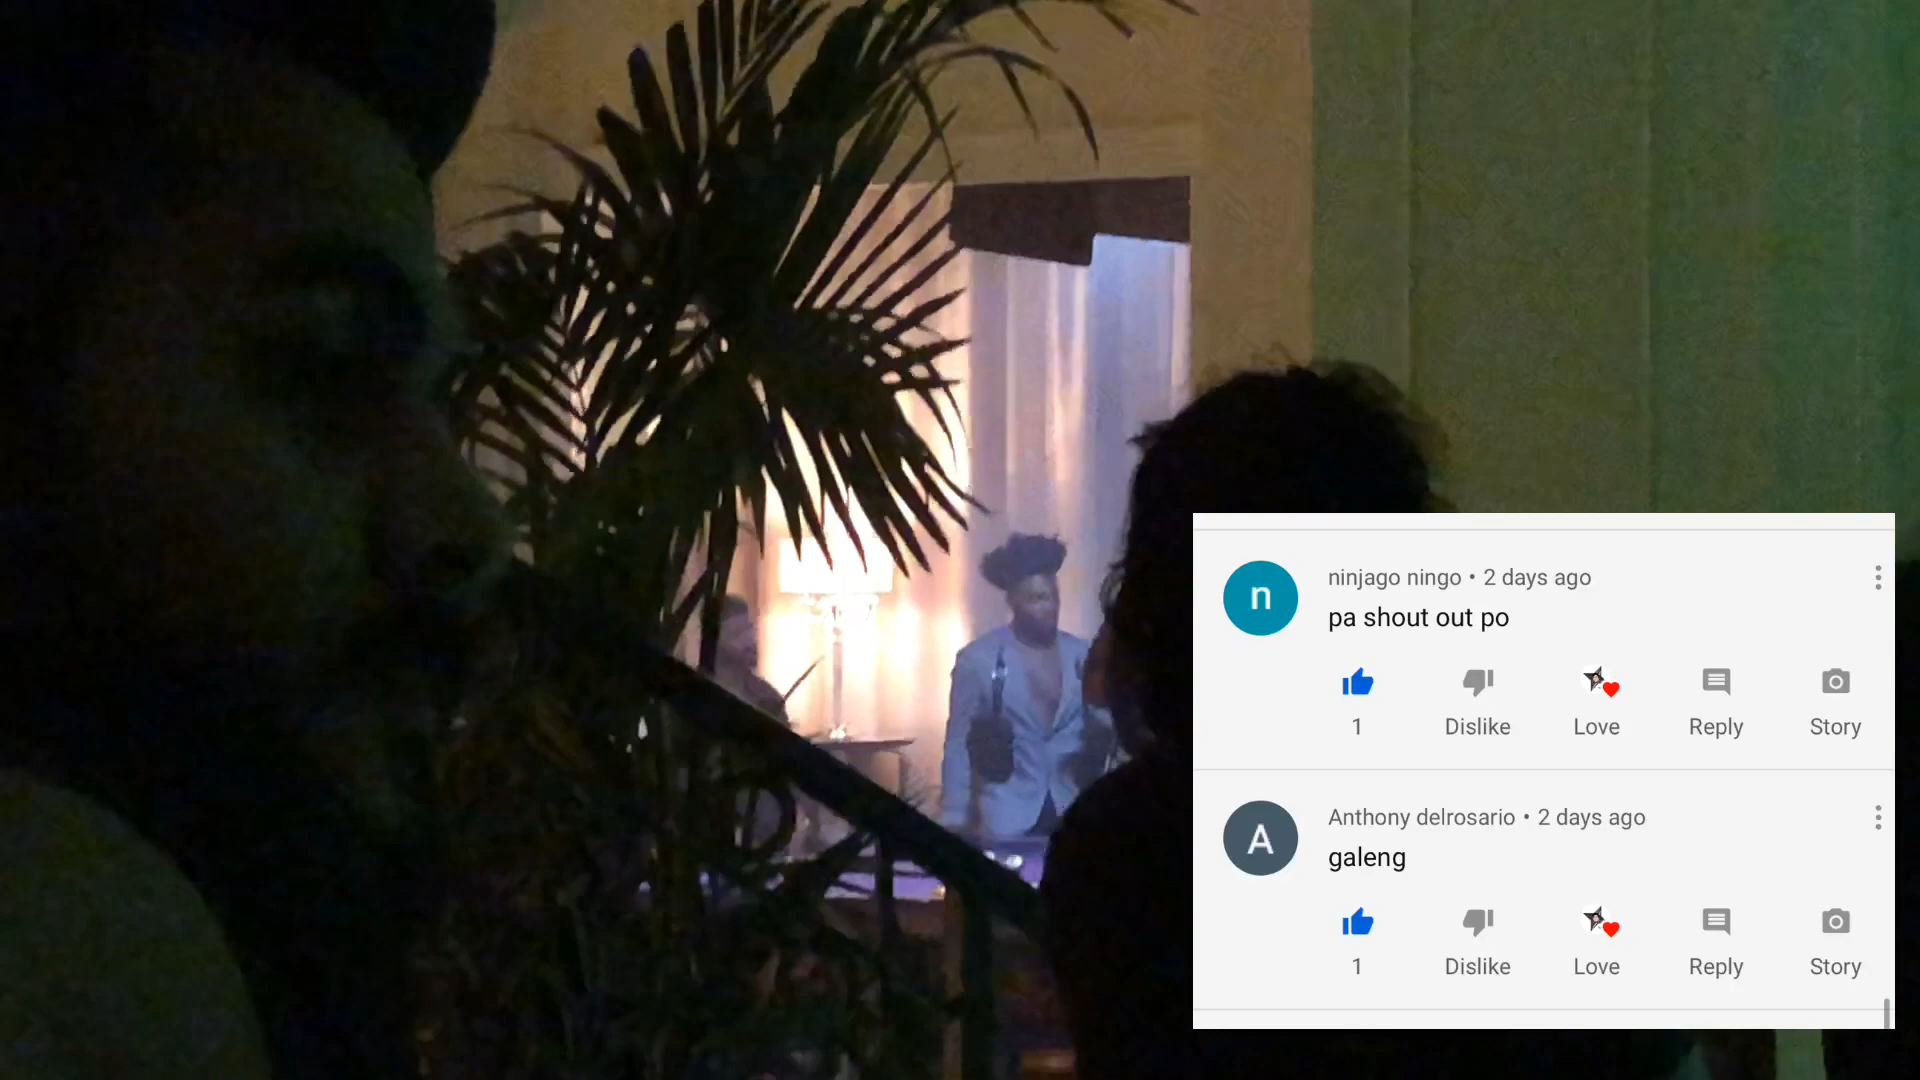 n
ninjago ningo • 2 days ago
pa shout out po
1
Dislike
Love
Reply
Story
A
Anthony delrosario • 2 days ago
galeng
1
Dislike
Love
Reply
Story